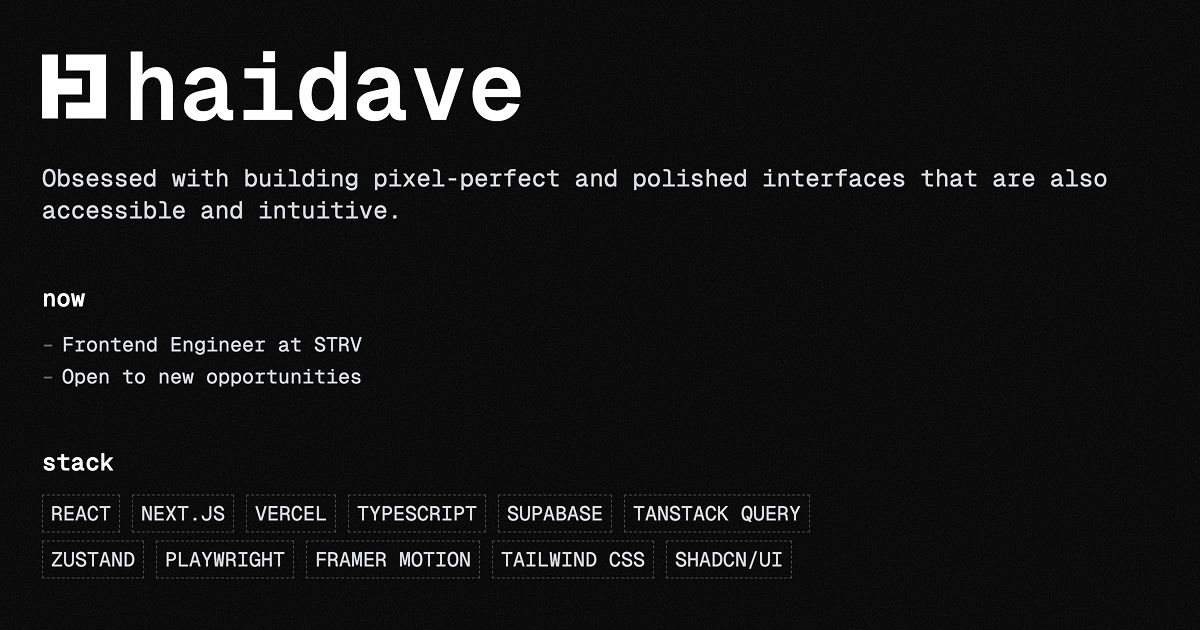 haidave
Obsessed with building pixel-perfect and polished interfaces that are also
accessible and intuitive.
now
– Frontend Engineer at STRV
– Open to new opportunities
stack
REACT NEXT.JS VERCEL TYPESCRIPT SUPABASE TANSTACK QUERY
ZUSTAND PLAYWRIGHT FRAMER MOTION TAILWIND CSS SHADCN/UI